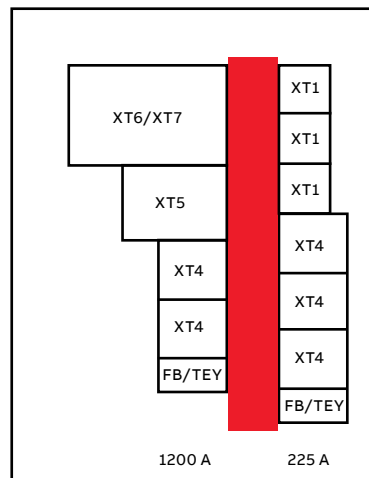 XT6/XT7
XT5
XT4
XT4
FB/TEY
1200 A
XT1
XT1
XT1
XT4
XT4
XT4
FB/TEY
225 A